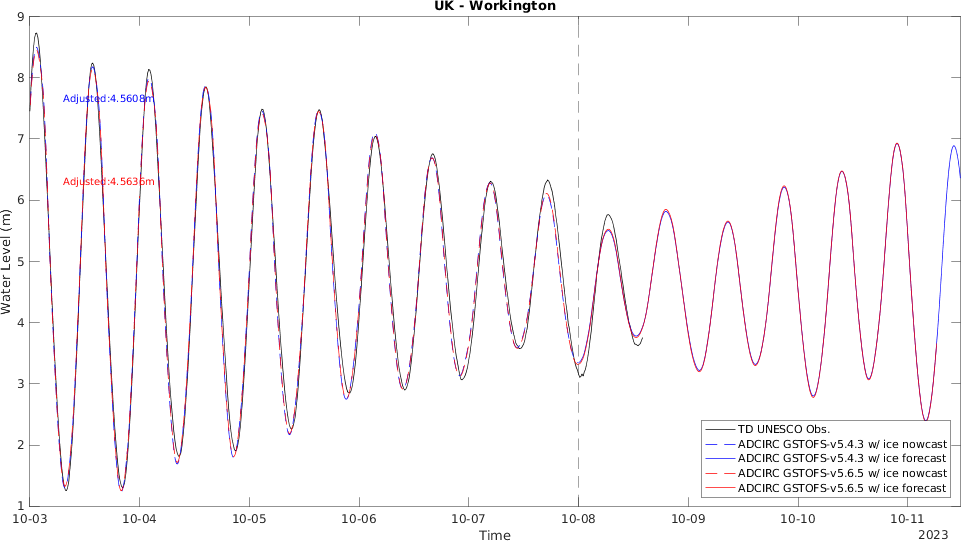 UK - Workington
9
8
7
6
5
4
3
2
1
Water Level (m)
Adjusted:4.5608m
Adjusted:4.5636m
TD UNESCO Obs.
ADCIRC GSTOFS-v5.4.3 w/ ice nowcast
ADCIRC GSTOFS-v5.4.3 w/ ice forecast
ADCIRC GSTOFS-v5.6.5 w/ ice nowcast
ADCIRC GSTOFS-v5.6.5 w/ ice forecast
10-03 10-04 10-05 10-06 10-07 10-08 10-09 10-10 10-11
Time
2023